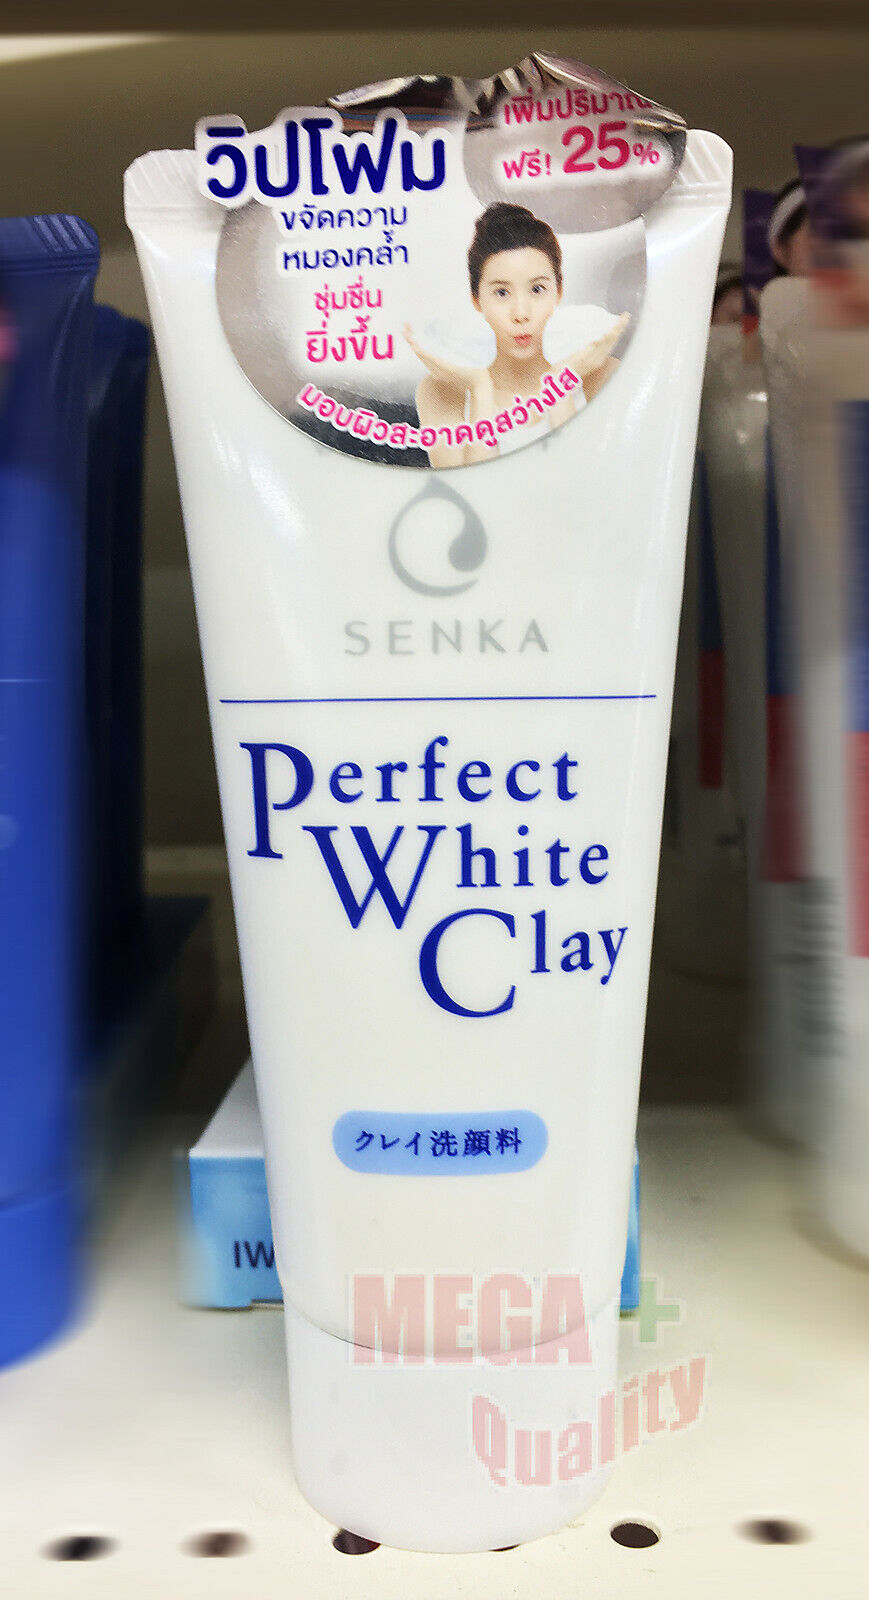 วิปโฟม
ขจัดความ
หมองคล้ำ
ชุ่มชื่น
ยิ่งขึ้น
มอบผิวสะอาดดูสว่างใส
เพิ่มปริมาณ
ฟรี! 25%
SENKA
Perfect
White
Clay
クレイ洗顔料
IW
MEGA +
Quality